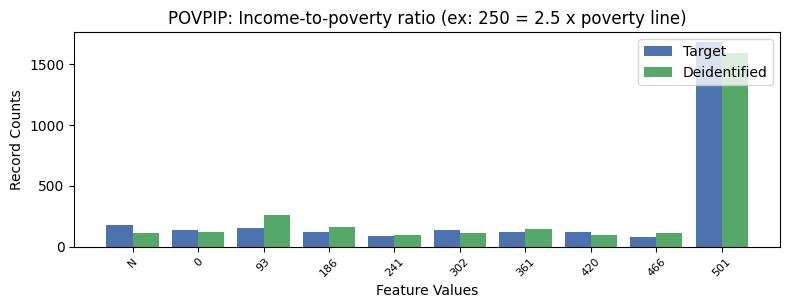 POVPIP: Income-to-poverty ratio (ex: 250 = 2.5 x poverty line)
Target
Deidentified
Record Counts
1500
1000
500
0
N
0
93
186
241
302
361
420
466
501
Feature Values